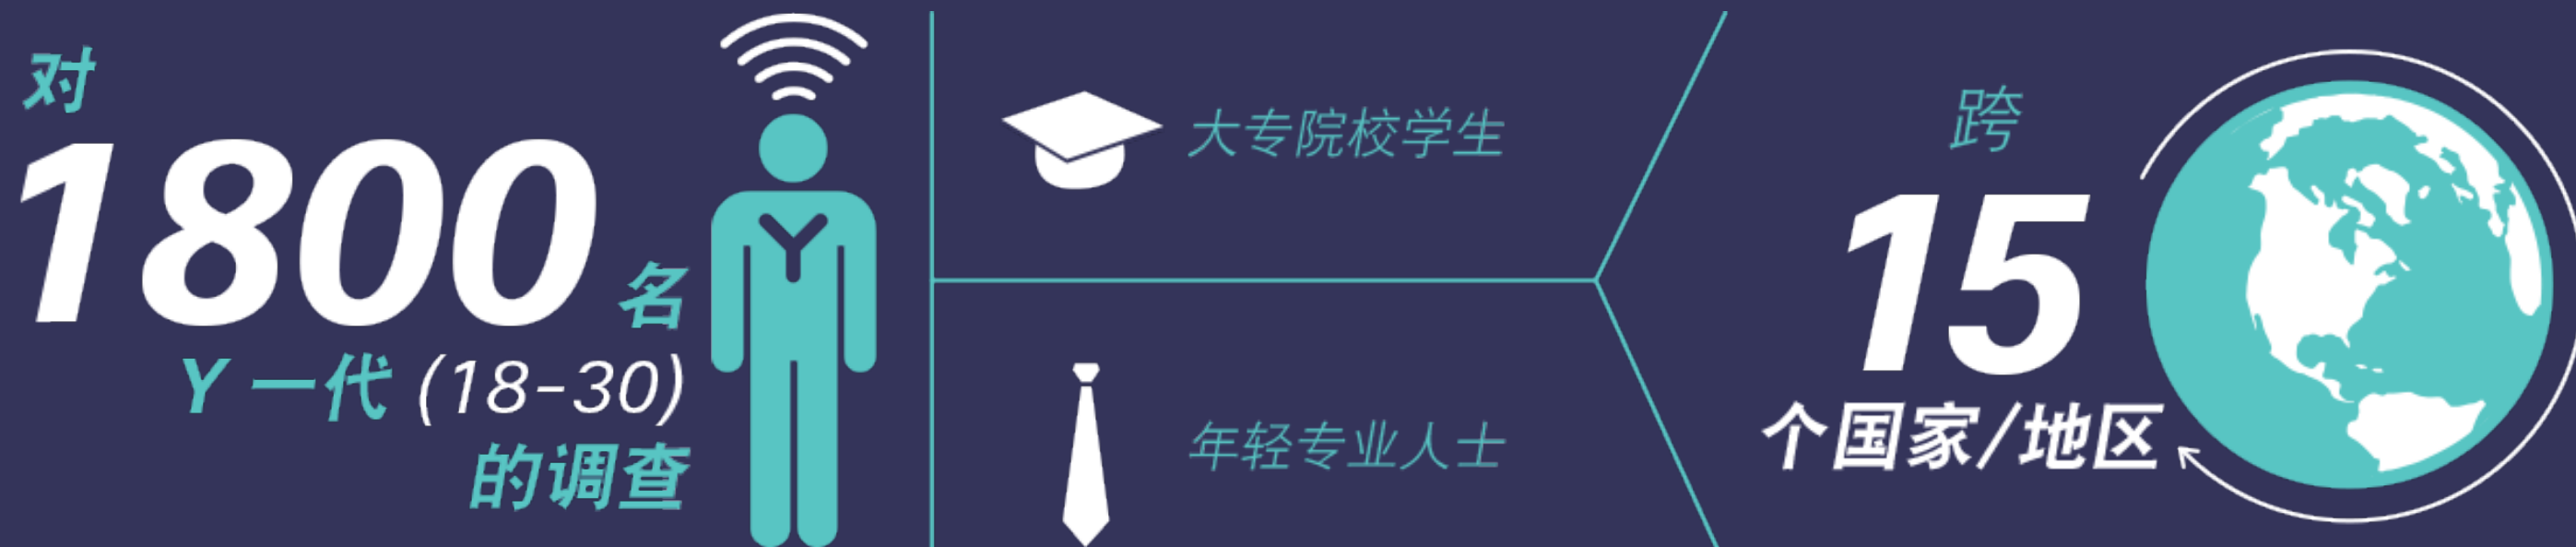 对
1800 名
Y 一代 (18-30)
的调查
大专院校学生
年轻专业人士
跨
15
个国家/地区